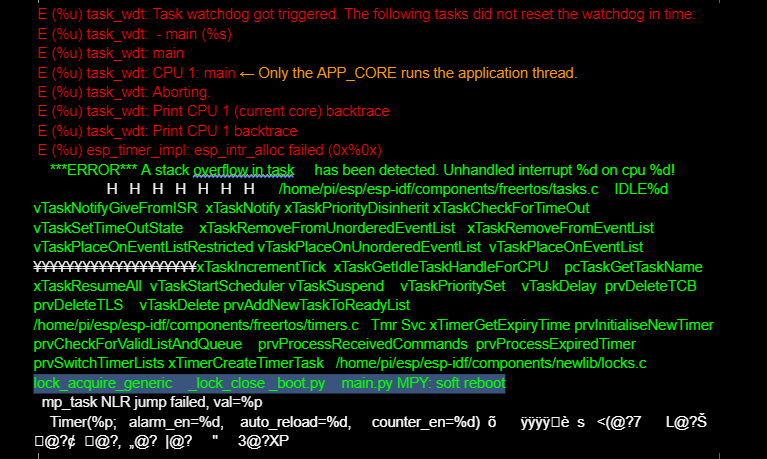 E (%u) task_wdt: Task watchdog got triggered. The following tasks did not reset the watchdog in time:
E (%u) task_wdt:  - main (%s)
E (%u) task_wdt: main
E (%u) task_wdt: CPU 1: main ← Only the APP_CORE runs the application thread.
E (%u) task_wdt: Aborting.
E (%u) task_wdt: Print CPU 1 (current core) backtrace
E (%u) task_wdt: Print CPU 1 backtrace
E (%u) esp_timer_impl: esp_intr_alloc failed (0x%0x)
***ERROR*** A stack overflow in task     has been detected. Unhandled interrupt %d on cpu %d!
H   H   H   H   H   H   H     /home/pi/esp/esp-idf/components/freertos/tasks.c    IDLE%d
vTaskNotifyGiveFromISR  xTaskNotify xTaskPriorityDisinherit xTaskCheckForTimeOut
vTaskSetTimeOutState    xTaskRemoveFromUnorderedEventList   xTaskRemoveFromEventList
vTaskPlaceOnEventListRestricted vTaskPlaceOnUnorderedEventList  vTaskPlaceOnEventList
¥¥¥¥¥¥¥¥¥¥¥¥¥¥¥¥¥¥¥¥xTaskIncrementTick  xTaskGetIdleTaskHandleForCPU    pcTaskGetTaskName
xTaskResumeAll  vTaskStartScheduler vTaskSuspend    vTaskPrioritySet    vTaskDelay  prvDeleteTCB
prvDeleteTLS    vTaskDelete prvAddNewTaskToReadyList
/home/pi/esp/esp-idf/components/freertos/timers.c   Tmr Svc xTimerGetExpiryTime prvInitialiseNewTimer
prvCheckForValidListAndQueue    prvProcessReceivedCommands  prvProcessExpiredTimer
prvSwitchTimerLists xTimerCreateTimerTask   /home/pi/esp/esp-idf/components/newlib/locks.c
lock_acquire_generic    _lock_close _boot.py    main.py MPY: soft reboot
mp_task NLR jump failed, val=%p
Timer(%p;   alarm_en=%d,    auto_reload=%d,     counter_en=%d)  õ      ÿÿÿÿ□è  s   <(@?7      L@?Š
□@?¢  □@?, „@?  |@?     "     3@?XP